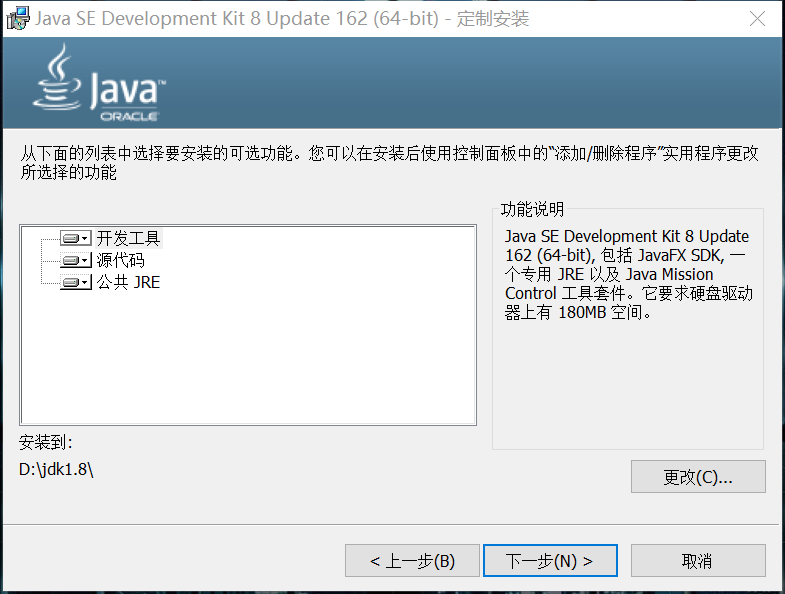 Java SE Development Kit 8 Update 162 (64-bit) - 定制安装
Java™
ORACLE
从下面的列表中选择要安装的可选功能。您可以在安装后使用控制面板中的“添加/删除程序”实用程序更改
所选择的功能
开发工具
源代码
公共 JRE
功能说明
Java SE Development Kit 8 Update
162 (64-bit), 包括 JavaFX SDK, 一
个专用 JRE 以及 Java Mission
Control 工具套件。它要求硬盘驱动
器上有 180MB 空间。
安装到:
D:\jdk1.8\
更改(C)...
< 上一步(B)
下一步(N) >
取消